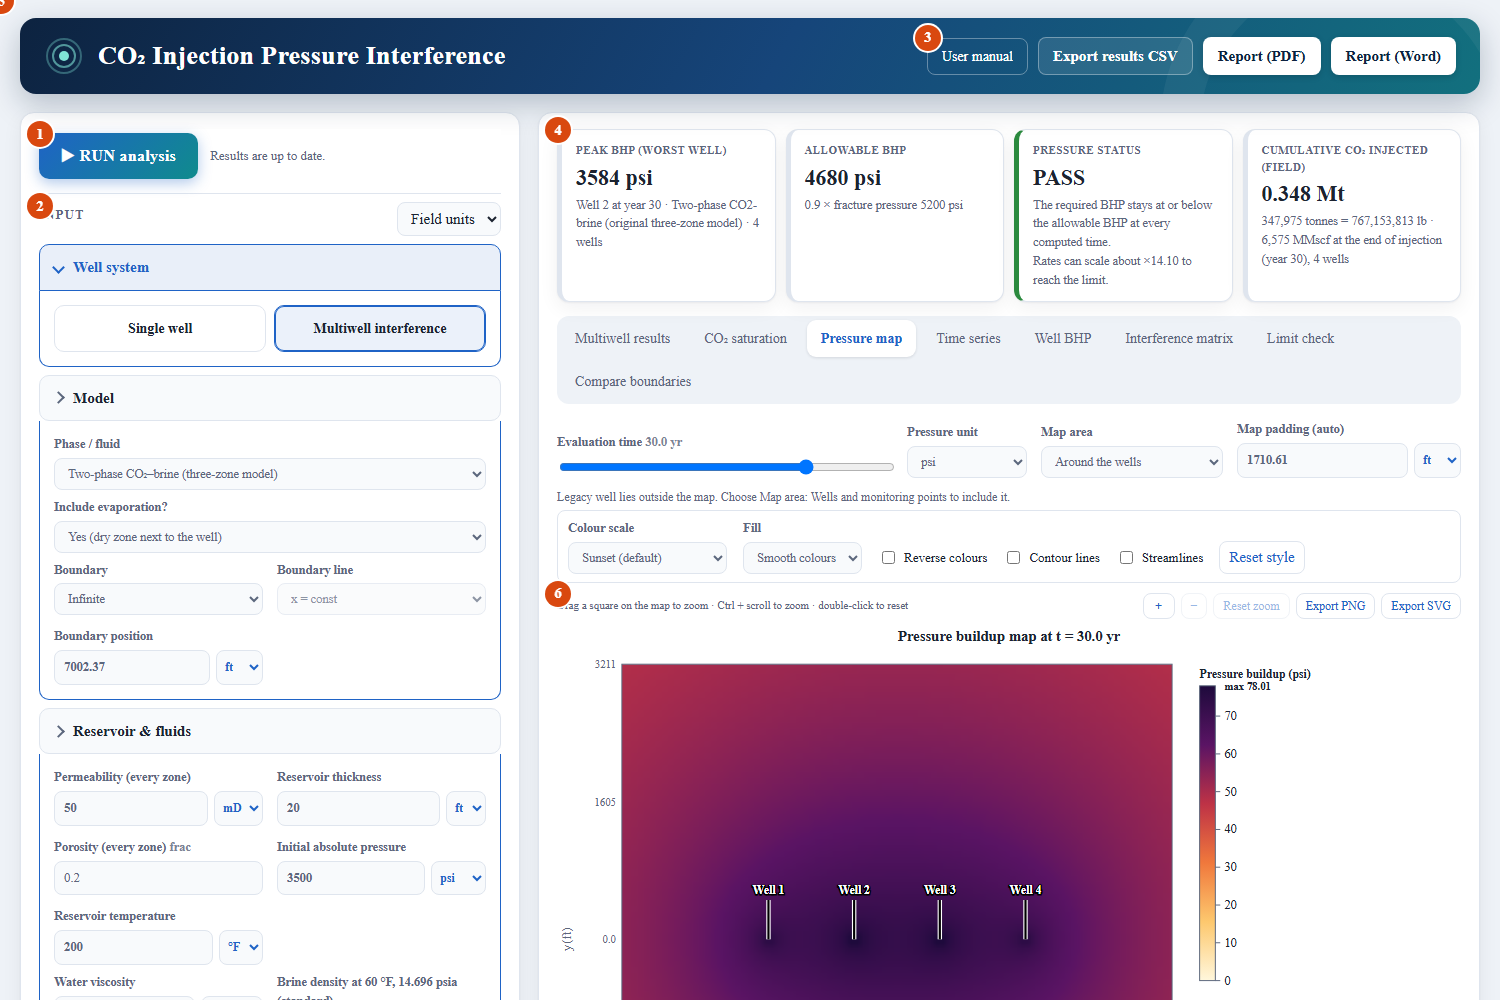 CO₂ Injection Pressure Interference
3
User manual
Export results CSV
Report (PDF)
Report (Word)
1
▶ RUN analysis
Results are up to date.
2
PUT
Field units
Well system
Single well
Multiwell interference
Model
Phase / fluid
Two-phase CO₂–brine (three-zone model)
Include evaporation?
Yes (dry zone next to the well)
Boundary
Boundary line
Infinite
x = const
Boundary position
7002.37
ft
Reservoir & fluids
Permeability (every zone)
Reservoir thickness
50
mD
20
ft
Porosity (every zone) frac
Initial absolute pressure
0.2
3500
psi
Reservoir temperature
200
°F
Water viscosity
Brine density at 60 °F, 14.696 psia
(standard)
4
PEAK BHP (WORST WELL)
3584 psi
Well 2 at year 30 · Two-phase CO2-
brine (original three-zone model) · 4
wells
ALLOWABLE BHP
4680 psi
0.9 × fracture pressure 5200 psi
PRESSURE STATUS
PASS
The required BHP stays at or below
the allowable BHP at every
computed time.
Rates can scale about ×14.10 to
reach the limit.
CUMULATIVE CO₂ INJECTED
(FIELD)
0.348 Mt
347,975 tonnes = 767,153,813 lb ·
6,575 MMscf at the end of injection
(year 30), 4 wells
Multiwell results
CO₂ saturation
Pressure map
Time series
Well BHP
Interference matrix
Limit check
Compare boundaries
Evaluation time 30.0 yr
Pressure unit
psi
Map area
Around the wells
Map padding (auto)
1710.61
ft
Legacy well lies outside the map. Choose Map area: Wells and monitoring points to include it.
Colour scale
Fill
Sunset (default)
Smooth colours
Reverse colours
Contour lines
Streamlines
Reset style
6
rag a square on the map to zoom · Ctrl + scroll to zoom · double-click to reset
+
−
Reset zoom
Export PNG
Export SVG
Pressure buildup map at t = 30.0 yr
3211
1605
0.0
y (ft)
Well 1
Well 2
Well 3
Well 4
Pressure buildup (psi)
max 78.01
70
60
50
40
30
20
10
0